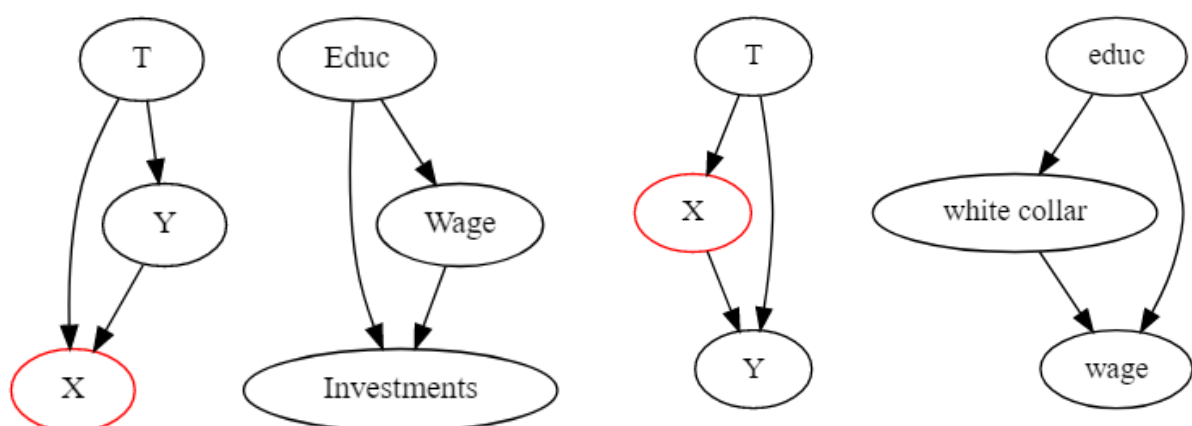 T
Y
X
Educ
Wage
Investments
T
X
Y
educ
white collar
wage